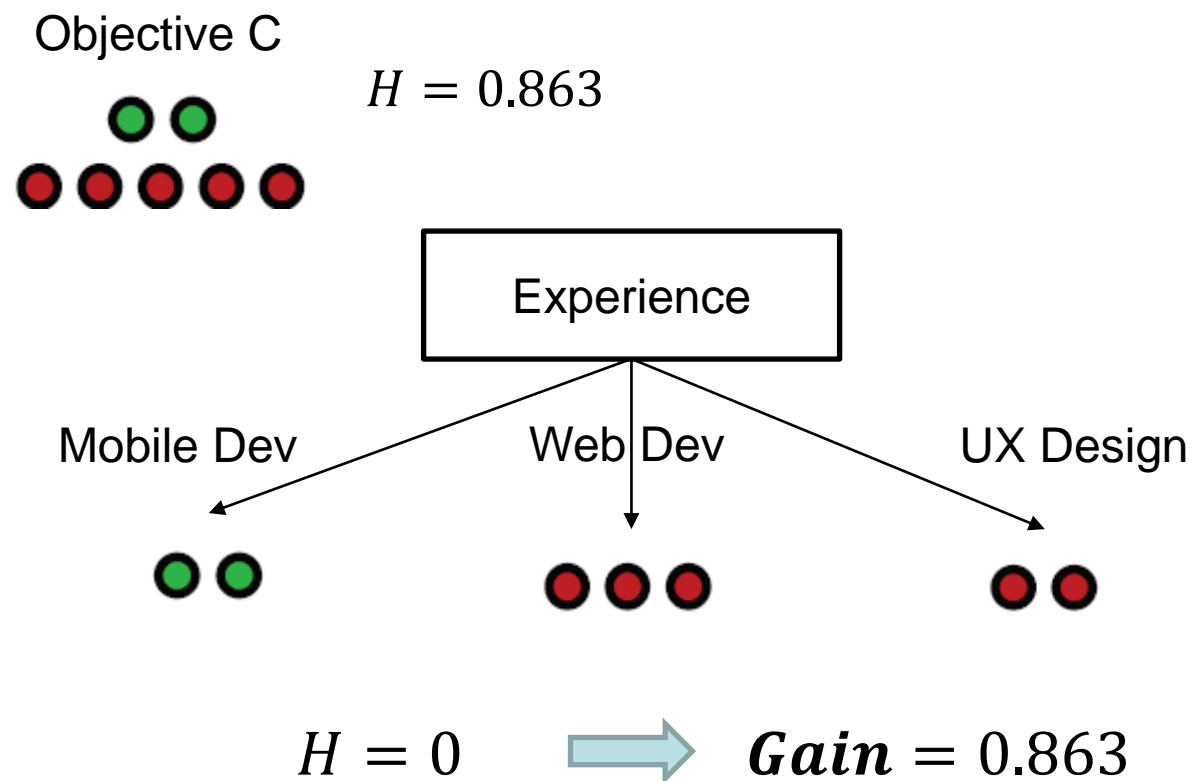 Objective C
H = 0.863
Experience
Mobile Dev
Web Dev
UX Design
H = 0
Gain = 0.863